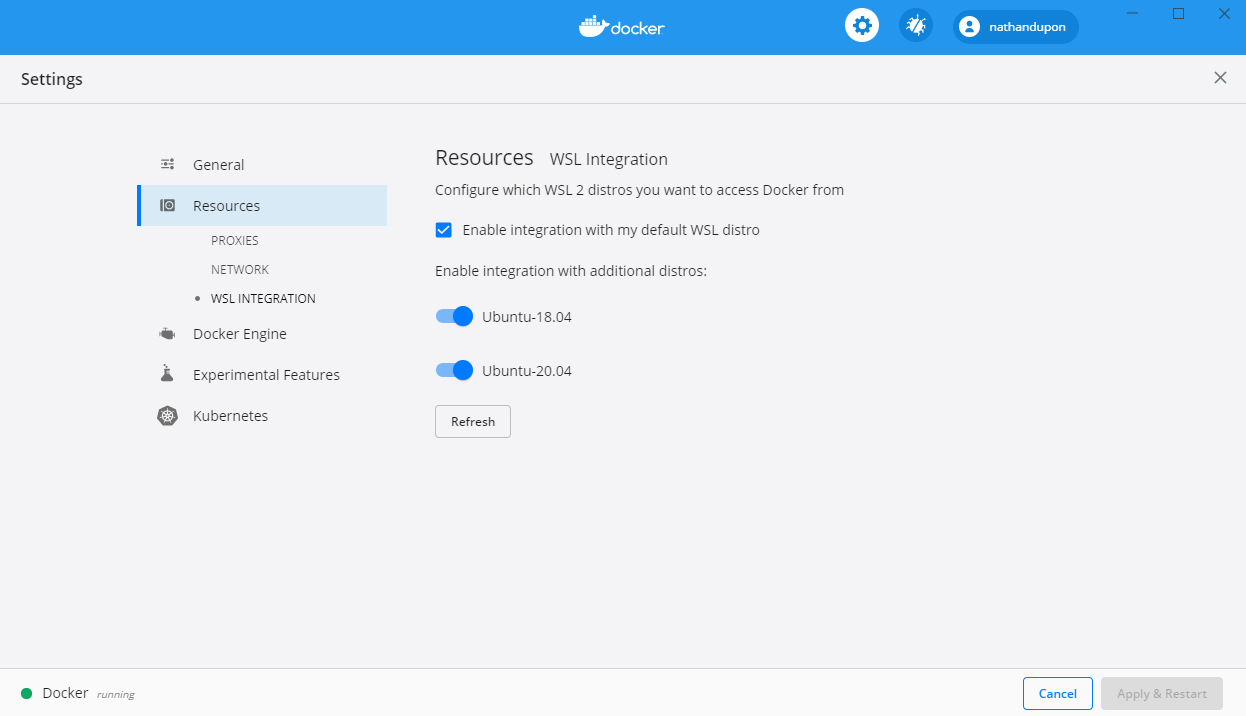 docker
nathandupon
Settings
General
Resources
PROXIES
NETWORK
WSL INTEGRATION
Docker Engine
Experimental Features
Kubernetes
Resources WSL Integration
Configure which WSL 2 distros you want to access Docker from
Enable integration with my default WSL distro
Enable integration with additional distros:
Ubuntu-18.04
Ubuntu-20.04
Refresh
Docker running
Cancel
Apply & Restart